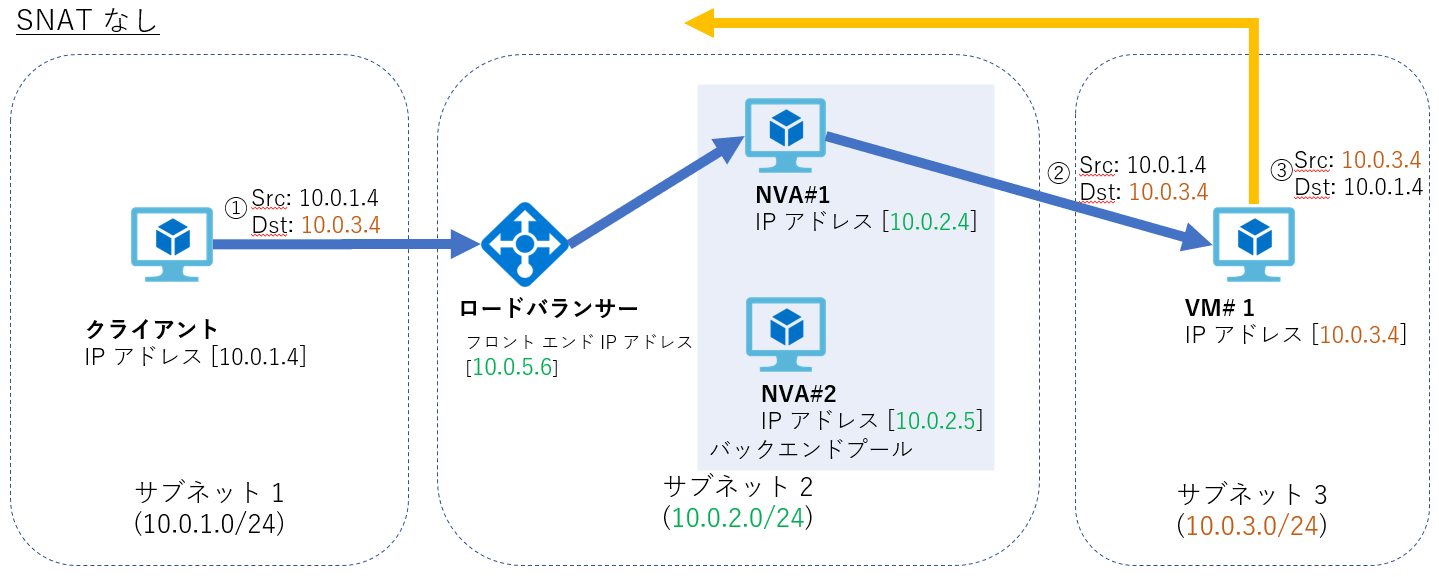 SNAT なし
① Src: 10.0.1.4
Dst: 10.0.3.4
クライアント
IP アドレス [10.0.1.4]
サブネット 1
(10.0.1.0/24)
ロードバランサー
フロント エンド IP アドレス
[10.0.5.6]
NVA#1
IP アドレス [10.0.2.4]
NVA#2
IP アドレス [10.0.2.5]
バックエンドプール
サブネット 2
(10.0.2.0/24)
② Src: 10.0.1.4
Dst: 10.0.3.4
③ Src: 10.0.3.4
Dst: 10.0.1.4
VM# 1
IP アドレス [10.0.3.4]
サブネット 3
(10.0.3.0/24)